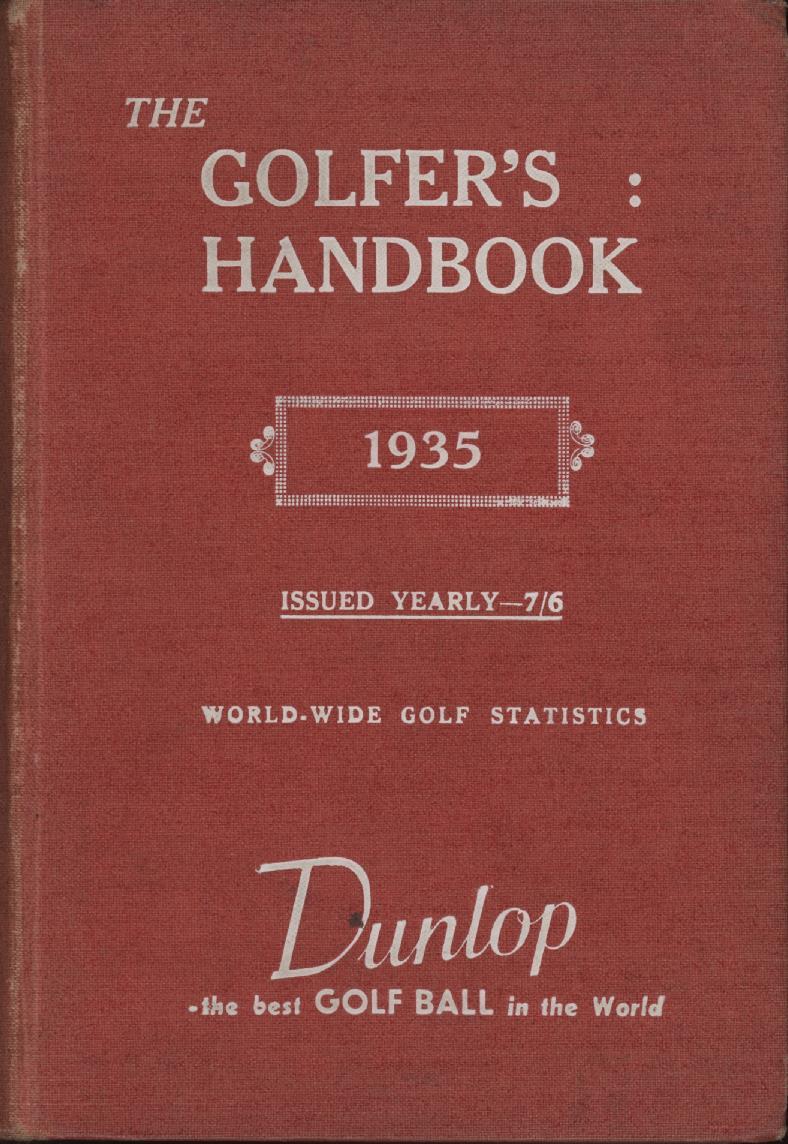 THE
GOLFER'S :
HANDBOOK
1935
ISSUED YEARLY—7/6
WORLD-WIDE GOLF STATISTICS
Dunlop
-the best GOLF BALL in the World